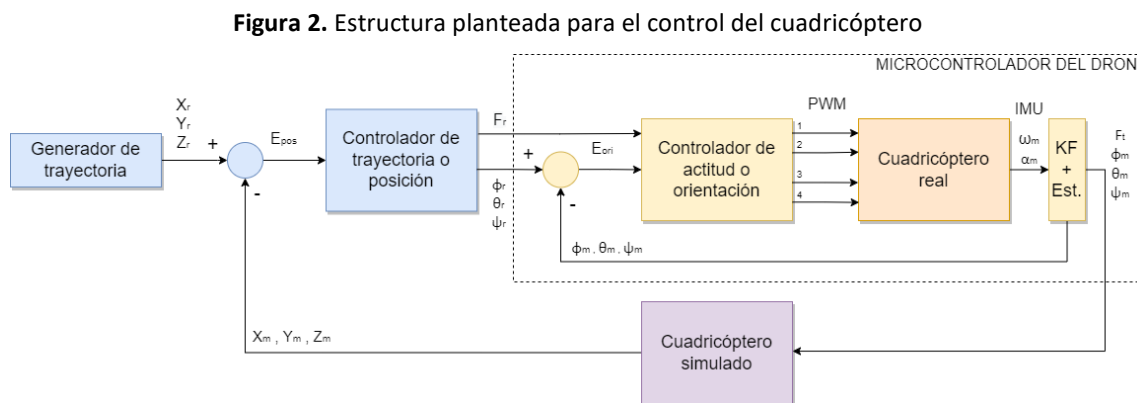 Figura 2. Estructura planteada para el control del cuadricóptero
MICROCONTROLADOR DEL DRON
Xr
Yr
Zr
Generador de
trayectoria
+
-
Epos
Controlador de
trayectoria o
posición
Fr
ϕr
θr
ψr
+
-
Eori
Controlador de
actitud o
orientación
PWM
1
2
3
4
Cuadricóptero
real
IMU
ωm
αm
KF
+
Est.
Ft
ϕm
θm
ψm
ϕm , θm , ψm
Xm , Ym , Zm
Cuadricóptero
simulado